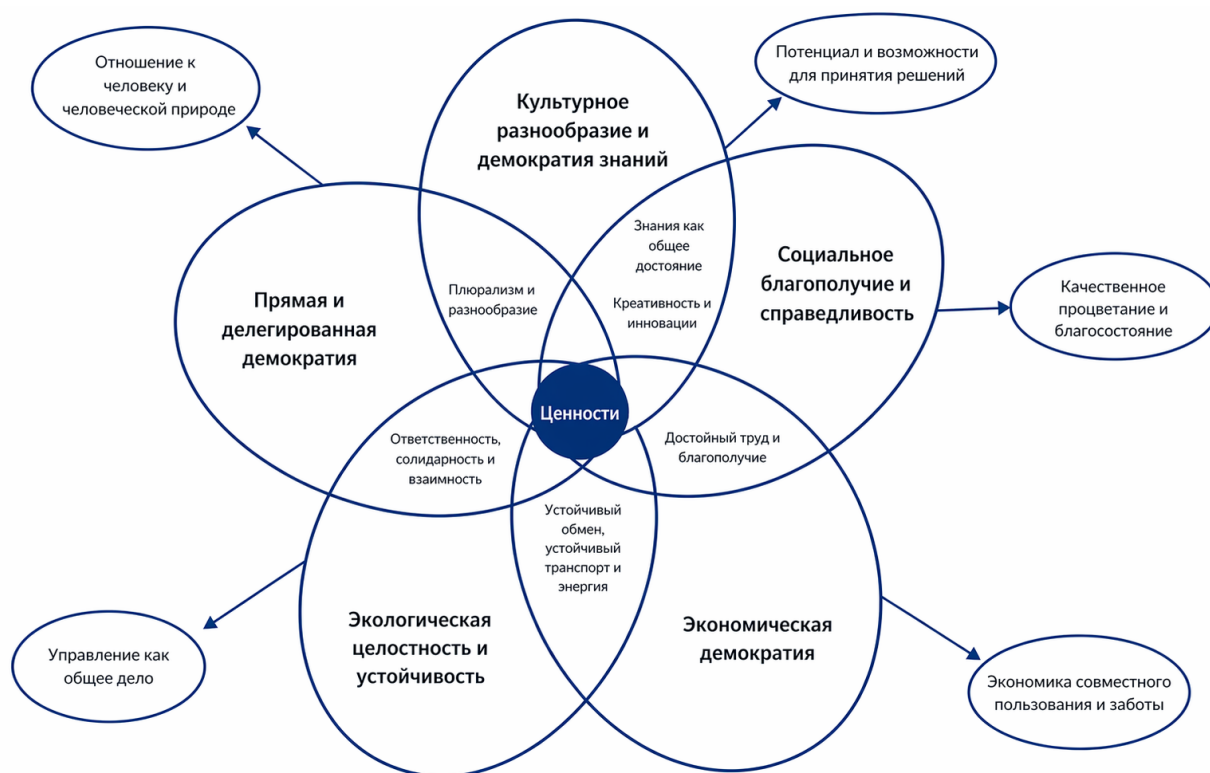 Отношение к
человеку и
человеческой природе
Потенциал и возможности
для принятия решений
Культурное
разнообразие и
демократия знаний
Знания как
общее
достояние
Креативность и
инновации
Социальное
благополучие и
справедливость
Плюрализм и
разнообразие
Прямая и
делегированная
демократия
Качественное
процветание и
благосостояние
Ценности
Ответственность,
солидарность и
взаимность
Достойный труд и
благополучие
Устойчивый
обмен,
устойчивый
транспорт и
энергия
Экологическая
целостность и
устойчивость
Экономическая
демократия
Управление как
общее дело
Экономика совместного
пользования и заботы